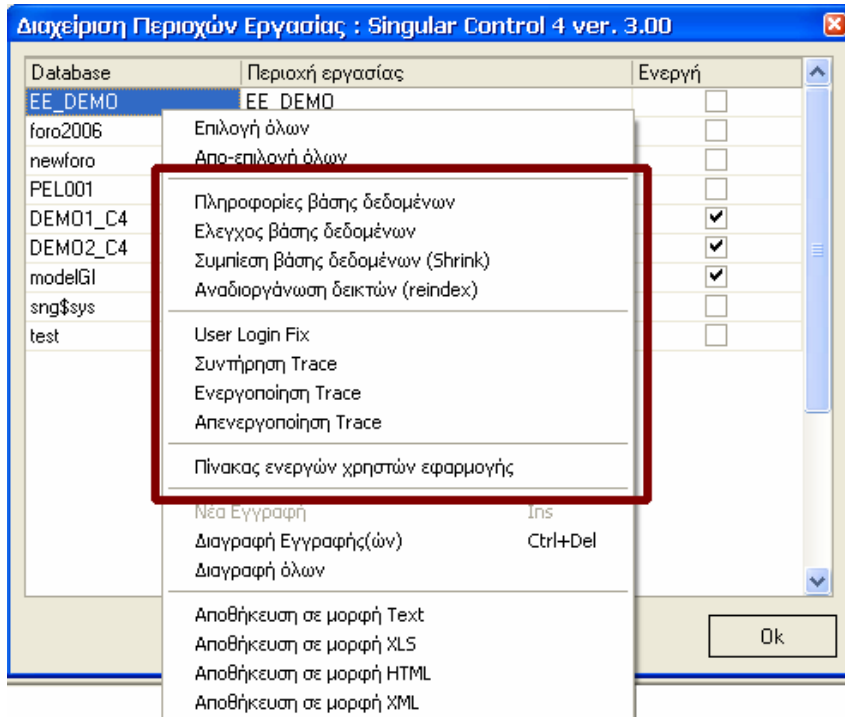 Διαχείριση Περιοχών Εργασίας : Singular Control 4 ver. 3.00
Database Περιοχή εργασίας Ενεργή
EE_DEMO EE_DEMO
foro2006
newforo
PEL001
DEMO1_C4
DEMO2_C4
modelGI
sng$sys
test
Επιλογή όλων
Απο-επιλογή όλων
Πληροφορίες βάσης δεδομένων
Ελεγχος βάσης δεδομένων
Συμπίεση βάσης δεδομένων (Shrink)
Αναδιοργάνωση δεικτών (reindex)
User Login Fix
Συντήρηση Trace
Ενεργοποίηση Trace
Απενεργοποίηση Trace
Πίνακας ενεργών χρηστών εφαρμογής
Νέα Εγγραφή Ins
Διαγραφή Εγγραφής(ών) Ctrl+Del
Διαγραφή όλων
Αποθήκευση σε μορφή Text
Αποθήκευση σε μορφή XLS
Αποθήκευση σε μορφή HTML
Αποθήκευση σε μορφή XML
Ok